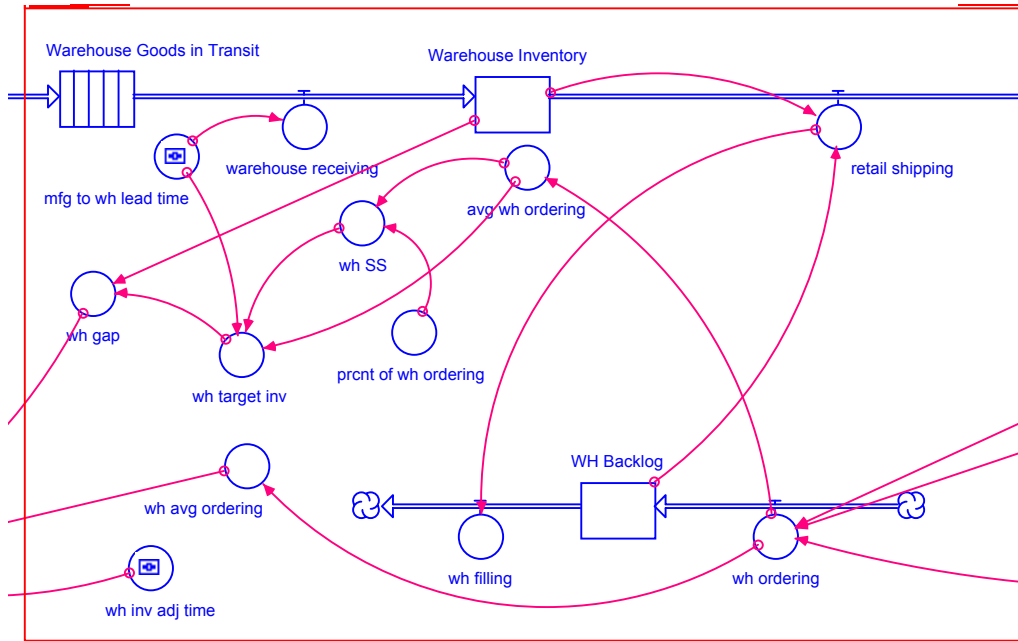 Warehouse Goods in Transit
Warehouse Inventory
warehouse receiving
retail shipping
mfg to wh lead time
avg wh ordering
wh SS
wh gap
prcnt of wh ordering
wh target inv
WH Backlog
wh avg ordering
wh filling
wh ordering
wh inv adj time